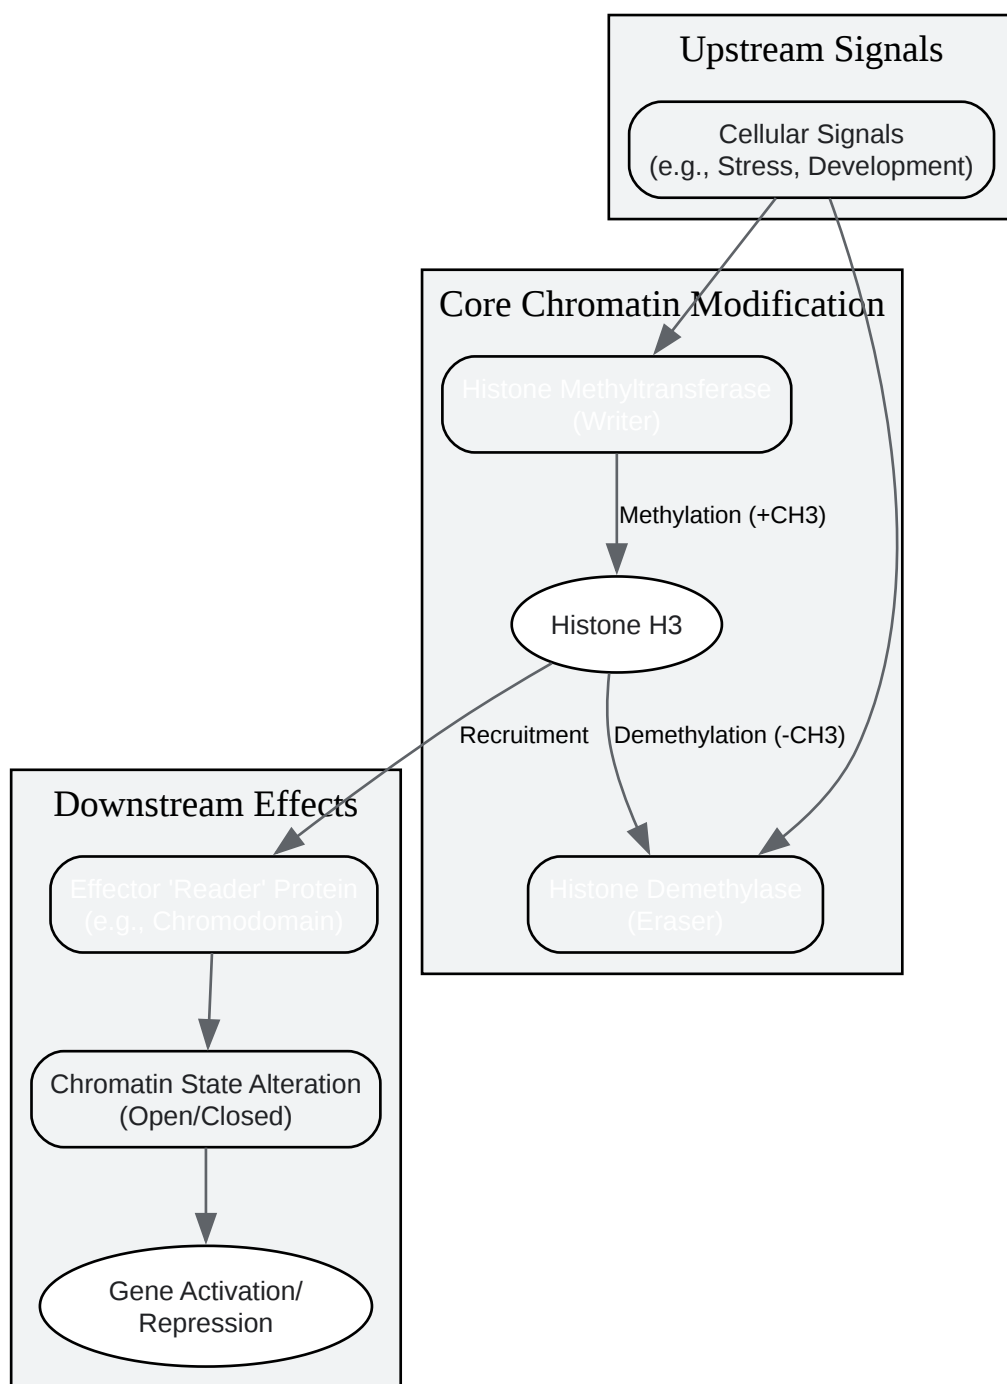 Upstream Signals
Cellular Signals
(e.g., Stress, Development)
Core Chromatin Modification
Histone Methyltransferase
(Writer)
Methylation (+CH3)
Histone H3
Recruitment
Demethylation (-CH3)
Downstream Effects
Effector 'Reader' Protein
(e.g., Chromodomain)
Histone Demethylase
(Eraser)
Chromatin State Alteration
(Open/Closed)
Gene Activation/
Repression